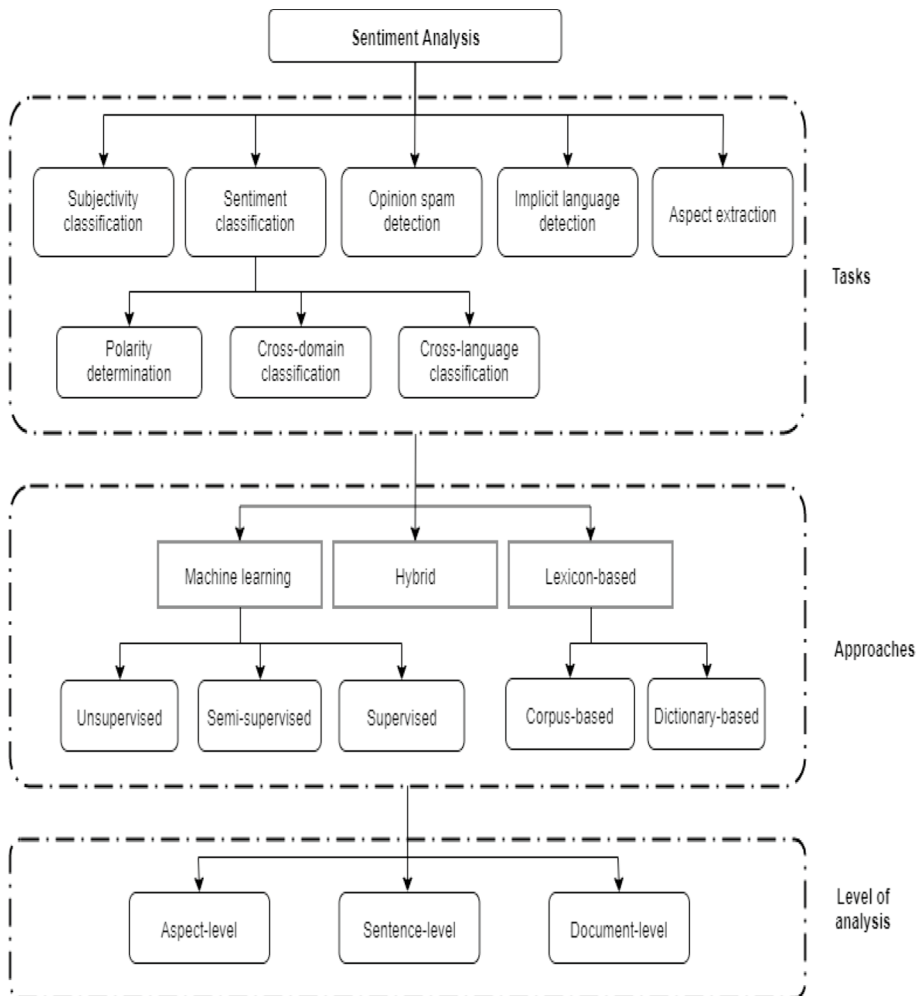 Sentiment Analysis
Subjectivity
classification
Sentiment
classification
Opinion spam
detection
Implicit language
detection
Aspect extraction
Tasks
Polarity
determination
Cross-domain
classification
Cross-language
classification
Machine learning
Hybrid
Lexicon-based
Approaches
Unsupervised
Semi-supervised
Supervised
Corpus-based
Dictionary-based
Level of
analysis
Aspect-level
Sentence-level
Document-level